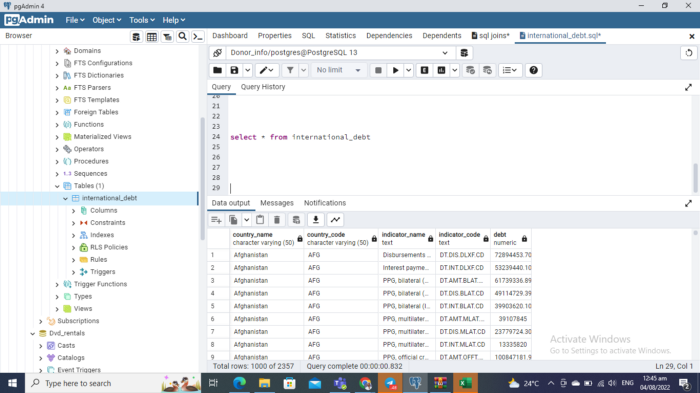 pgAdmin 4
pgAdmin File Object Tools Help
Browser
Dashboard Properties SQL Statistics Dependencies Dependents sql joins* international_debt.sql*
Domains
FTS Configurations
FTS Dictionaries
FTS Parsers
FTS Templates
Foreign Tables
Functions
Materialized Views
Operators
Procedures
1..3 Sequences
Tables (1)
international_debt
Columns
Constraints
Indexes
RLS Policies
Rules
Triggers
Trigger Functions
Types
Views
Subscriptions
Dvd_rentals
Casts
Catalogs
Event Triggers
Donor_info/postgres@PostgreSQL 13
No limit
Query Query History
20
21
22
23
24 select * from international_debt
25
26
27
28
29
Data output Messages Notifications
country_name country_code indicator_name indicator_code debt
character varying (50) character varying (50) text text numeric
1 Afghanistan AFG Disbursements ... DT.DIS.DLXF.CD 72894453.70
2 Afghanistan AFG Interest payme... DT.INT.DLXF.CD 53239440.10
3 Afghanistan AFG PPG, bilateral (... DT.AMT.BLAT.... 61739336.89
4 Afghanistan AFG PPG, bilateral (... DT.DIS.BLAT.CD 49114729.39
5 Afghanistan AFG PPG, bilateral (I... DT.INT.BLAT.CD 39903620.10
6 Afghanistan AFG PPG, multilater... DT.AMT.MLAT.... 39107845
7 Afghanistan AFG PPG, multilater... DT.DIS.MLAT.CD 23779724.30
8 Afghanistan AFG PPG, multilater... DT.INT.MLAT.CD 13335820
9 Afghanistan AFG PPG, official cr... DT.AMT.OFFT.... 100847181.9
Activate Windows
Go to Settings to activate Windows.
Total rows: 1000 of 2357 Query complete 00:00:00.832 Ln 29, Col 1
Type here to search
24°C ENG 12:45 am
04/08/2022